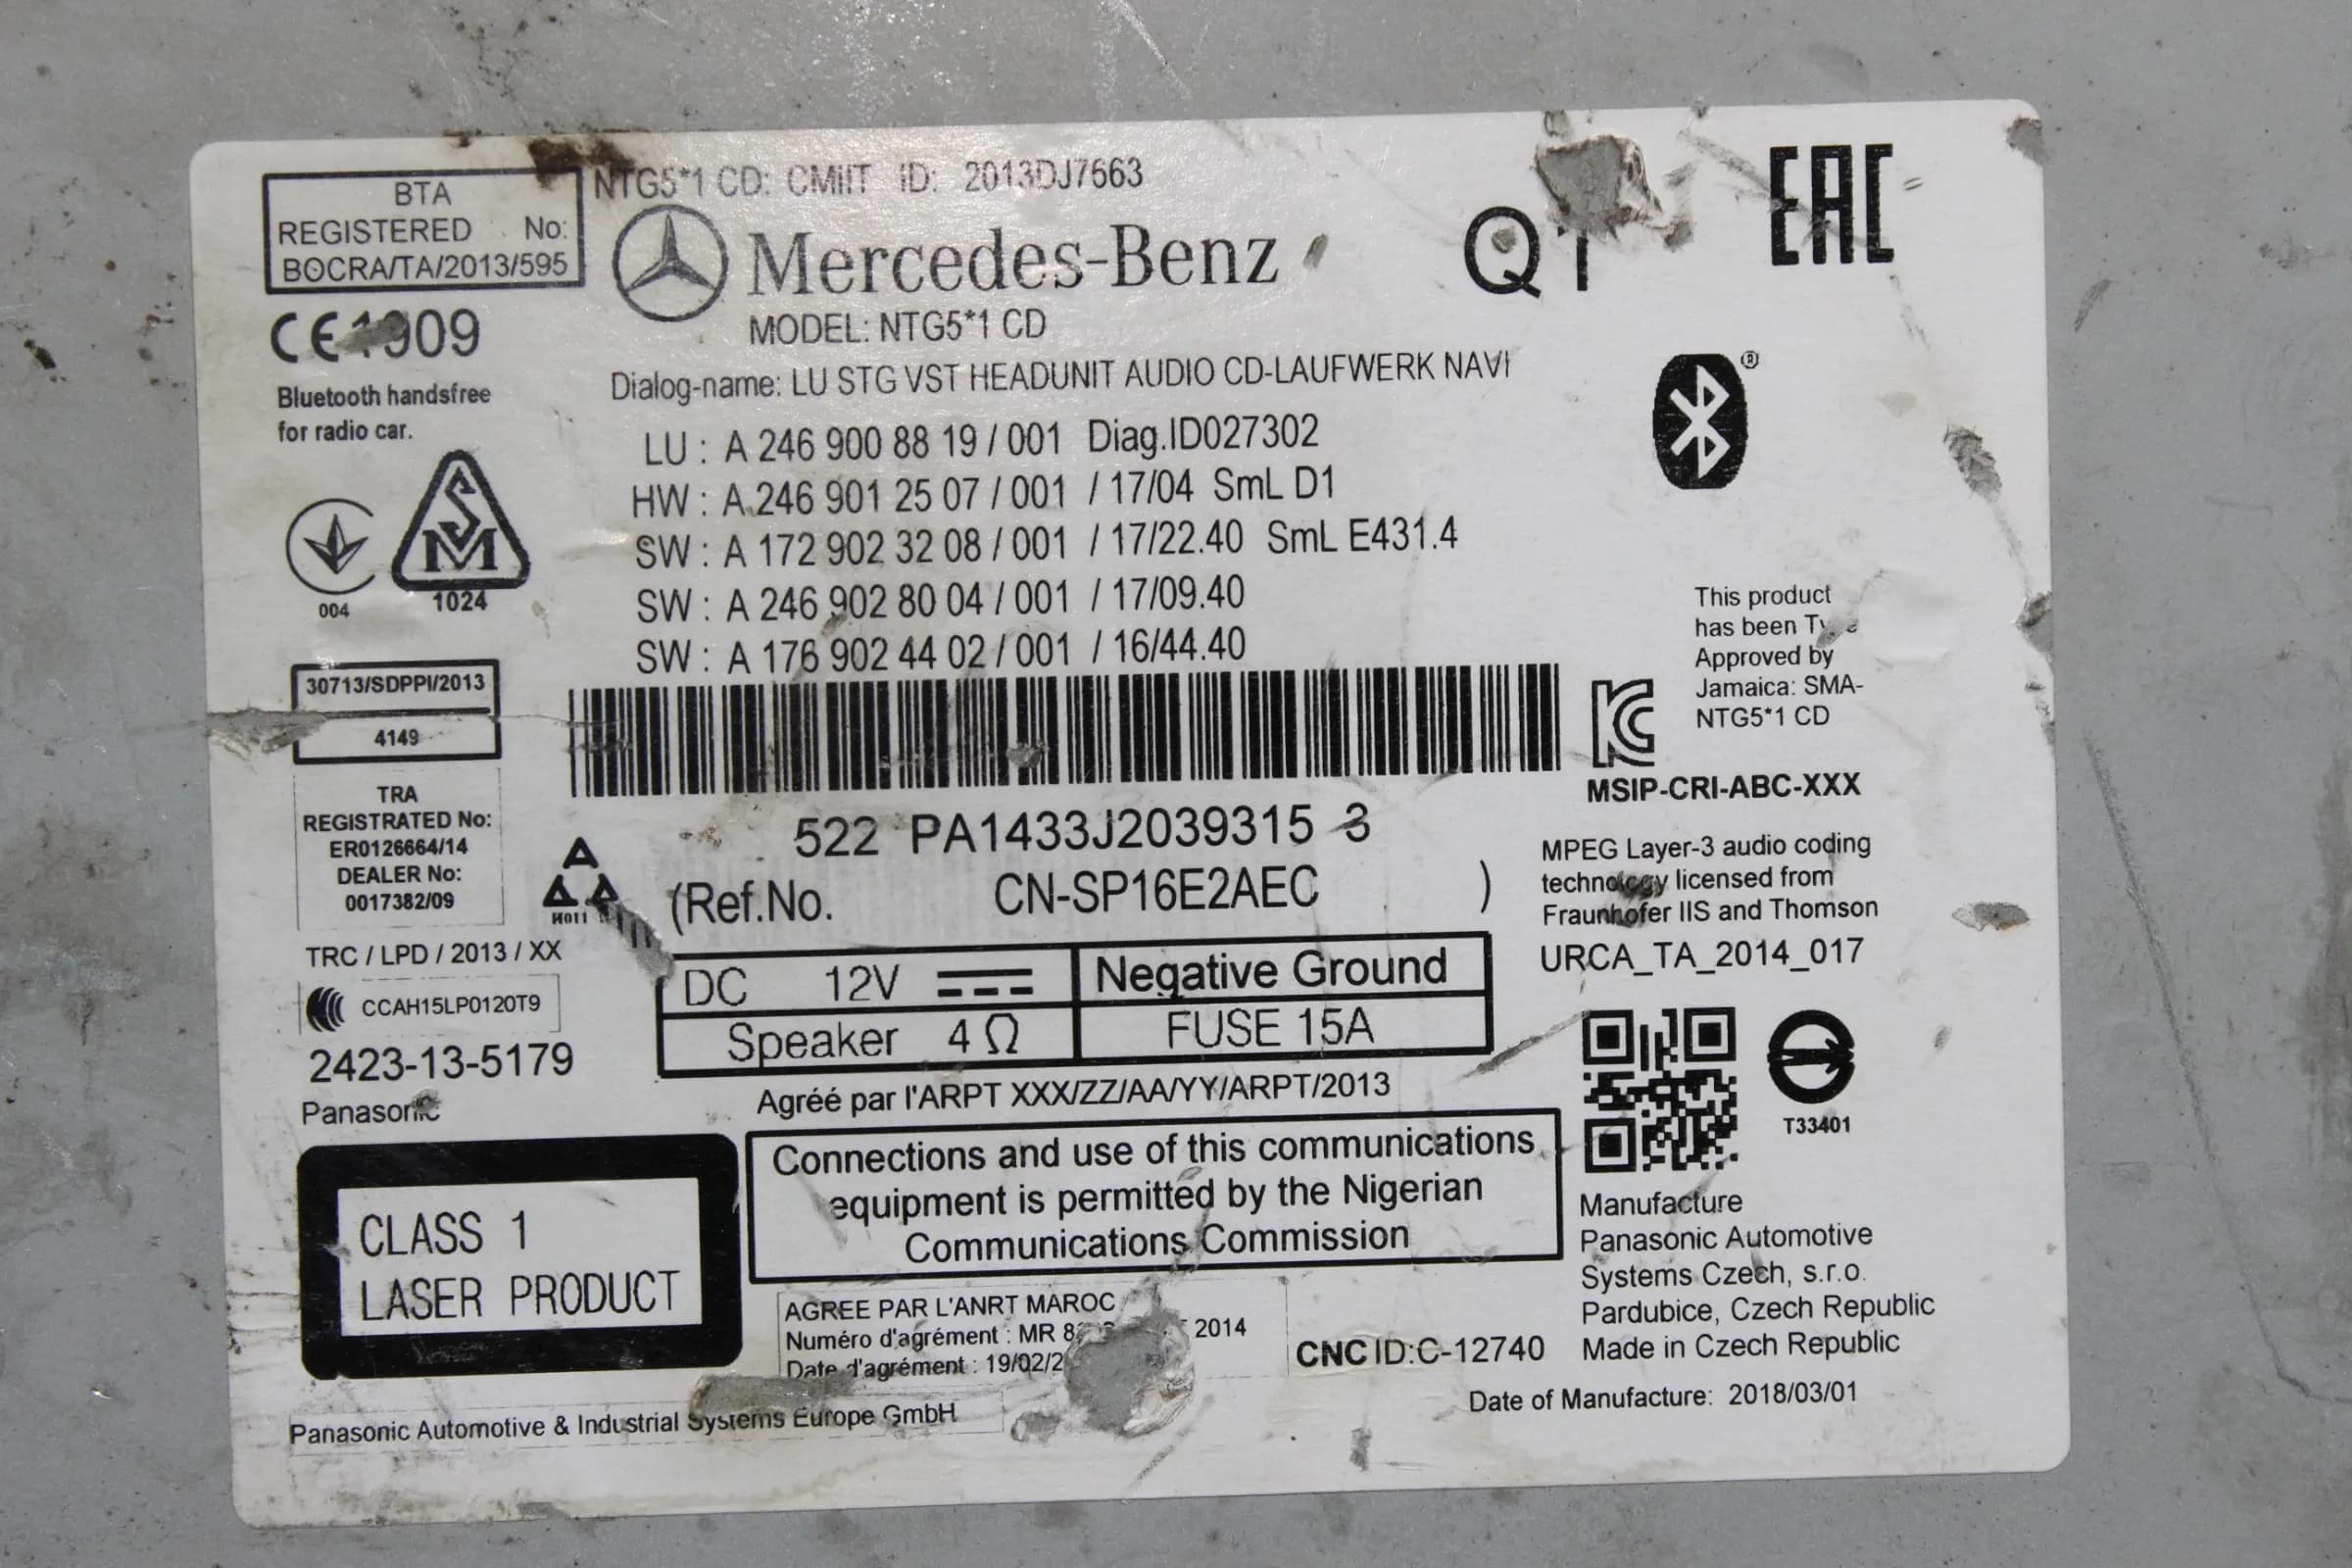 BTA
REGISTERED No:
BOCRA/TA/2013/595
NTG5*1 CD: CMIIT ID: 2013DJ7663
Mercedes-Benz
MODEL: NTG5*1 CD
EAC
CE
Bluetooth handsfree
for radio car.
Dialog-name: LU STG VST HEADUNIT AUDIO CD-LAUFWERK NAVI
LU : A 246 900 88 19 / 001 Diag.ID027302
HW : A 246 901 25 07 / 001 / 17/04 SmL D1
SW : A 172 902 32 08 / 001 / 17/22.40 SmL E431.4
SW : A 246 902 80 04 / 001 / 17/09.40
SW : A 176 902 44 02 / 001 / 16/44.40
004
SM
1024
30713/SDPPI/2013
4149
TRA
REGISTRATED No:
ER0126664/14
DEALER No:
0017382/09
TRC / LPD / 2013 / XX
CCAH15LP0120T9
2423-13-5179
Panasonic
CLASS 1
LASER PRODUCT
522 PA1433J2039315 3
(Ref.No. CN-SP16E2AEC )
DC 12V
Negative Ground
Speaker 4 Ω
FUSE 15A
Agréé par l'ARPT XXX/ZZ/AA/YY/ARPT/2013
Connections and use of this communications
equipment is permitted by the Nigerian
Communications Commission
AGREE PAR L'ANRT MAROC
Numéro d'agrément : MR 2014
Date d'agrément :
CNC ID:C-12740
Panasonic Automotive & Industrial Systems Europe GmbH
®
This product
has been Type
Approved by
Jamaica: SMA-
NTG5*1 CD
MSIP-CRI-ABC-XXX
MPEG Layer-3 audio coding
technology licensed from
Fraunhofer IIS and Thomson
URCA_TA_2014_017
T33401
Manufacture
Panasonic Automotive
Systems Czech, s.r.o.
Pardubice, Czech Republic
Made in Czech Republic
Date of Manufacture: 2018/03/01